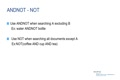 ANDNOT - NOT
Use ANDNOT when searching A excluding B
Ex. water ANDNOT bottle
Use NOT when searching all documents except A
Ex.NOT(coffee AND cup AND tea)